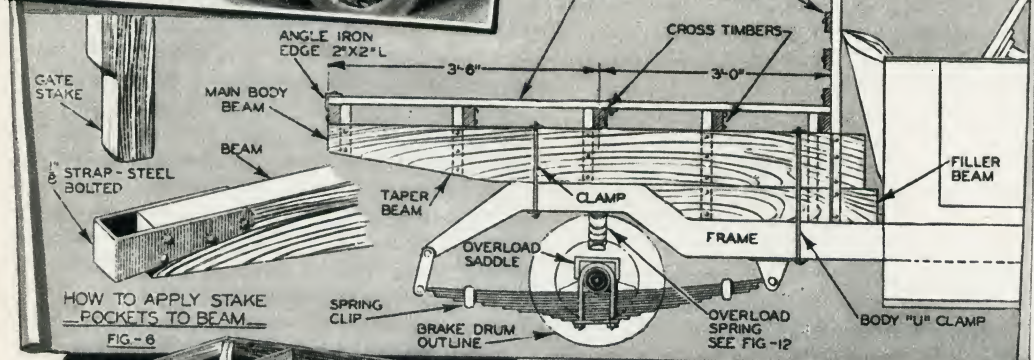 ANGLE IRON
EDGE 2"X2"L
CROSS TIMBERS
3'-6"
3'-0"
GATE
STAKE
MAIN BODY
BEAM
BEAM
1/8" STRAP-STEEL
BOLTED
TAPER
BEAM
CLAMP
FILLER
BEAM
FRAME
OVERLOAD
SADDLE
HOW TO APPLY STAKE
POCKETS TO BEAM
FIG-6
SPRING
CLIP
BRAKE DRUM
OUTLINE
OVERLOAD
SPRING
SEE FIG-12
BODY "U" CLAMP